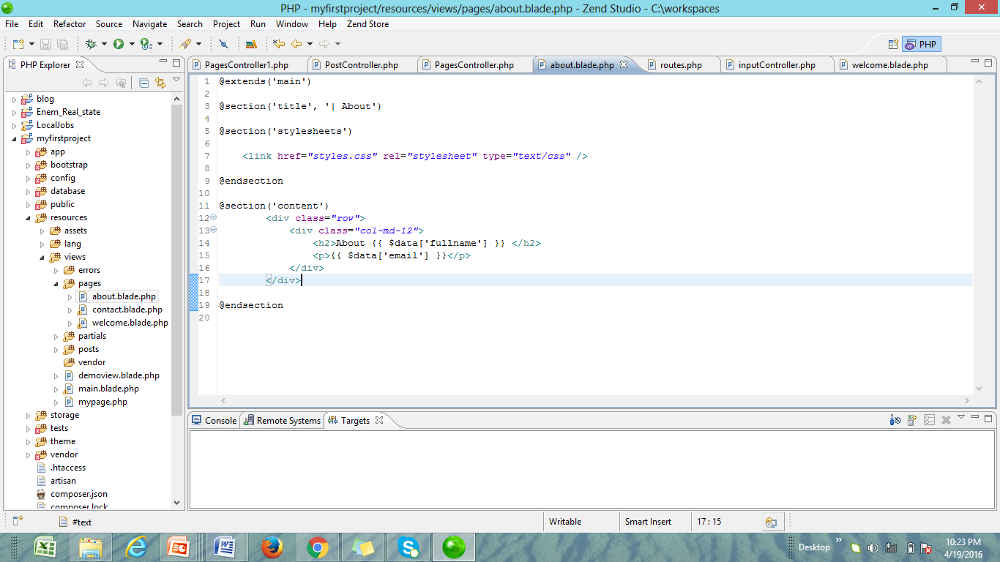 PHP - myfirstproject/resources/views/pages/about.blade.php - Zend Studio - C:\workspaces
File Edit Refactor Source Navigate Search Project Run Window Help Zend Store
PHP
PHP Explorer
blog
Enem_Real_state
LocalJobs
myfirstproject
app
bootstrap
config
database
public
resources
assets
lang
views
errors
pages
about.blade.php
contact.blade.php
welcome.blade.php
partials
posts
vendor
demoview.blade.php
main.blade.php
mypage.php
storage
tests
theme
vendor
.htaccess
artisan
composer.json
composer.lock
PagesController1.php PostController.php PagesController.php about.blade.php routes.php inputController.php welcome.blade.php
1 @extends('main')
2
3 @section('title', '| About')
4
5 @section('stylesheets')
6
7 <link href="styles.css" rel="stylesheet" type="text/css" />
8
9 @endsection
10
11 @section('content')
12 <div class="row">
13 <div class="col-md-12">
14 <h2>About {{ $data['fullname'] }} </h2>
15 <p>{{ $data['email'] }}</p>
16 </div>
17 </div>
18
19 @endsection
20
Console Remote Systems Targets
#text Writable Smart Insert 17 : 15
Desktop
10:23 PM
4/19/2016